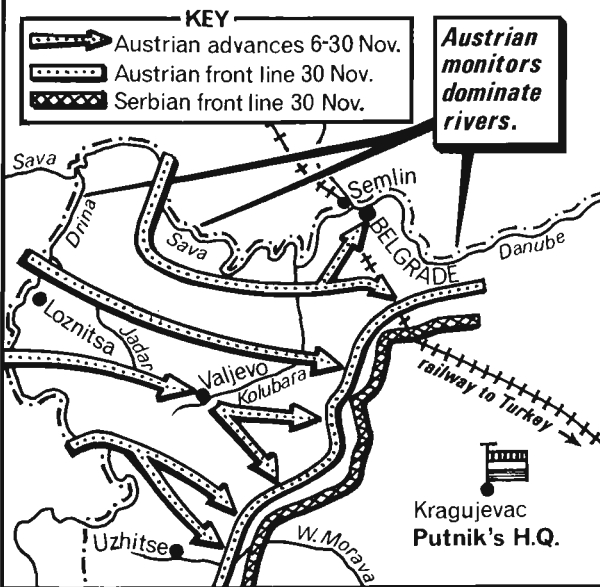 KEY
Austrian advances 6-30 Nov.
Austrian front line 30 Nov.
Serbian front line 30 Nov.
Austrian
monitors
dominate
rivers.
Sava
Drina
Semlin
BELGRADE
Sava
Danube
Loznitsa
Jadar
Valjevo
Kolubara
railway to Turkey
Kragujevac
Putnik's H.Q.
Uzhitse
W. Morava